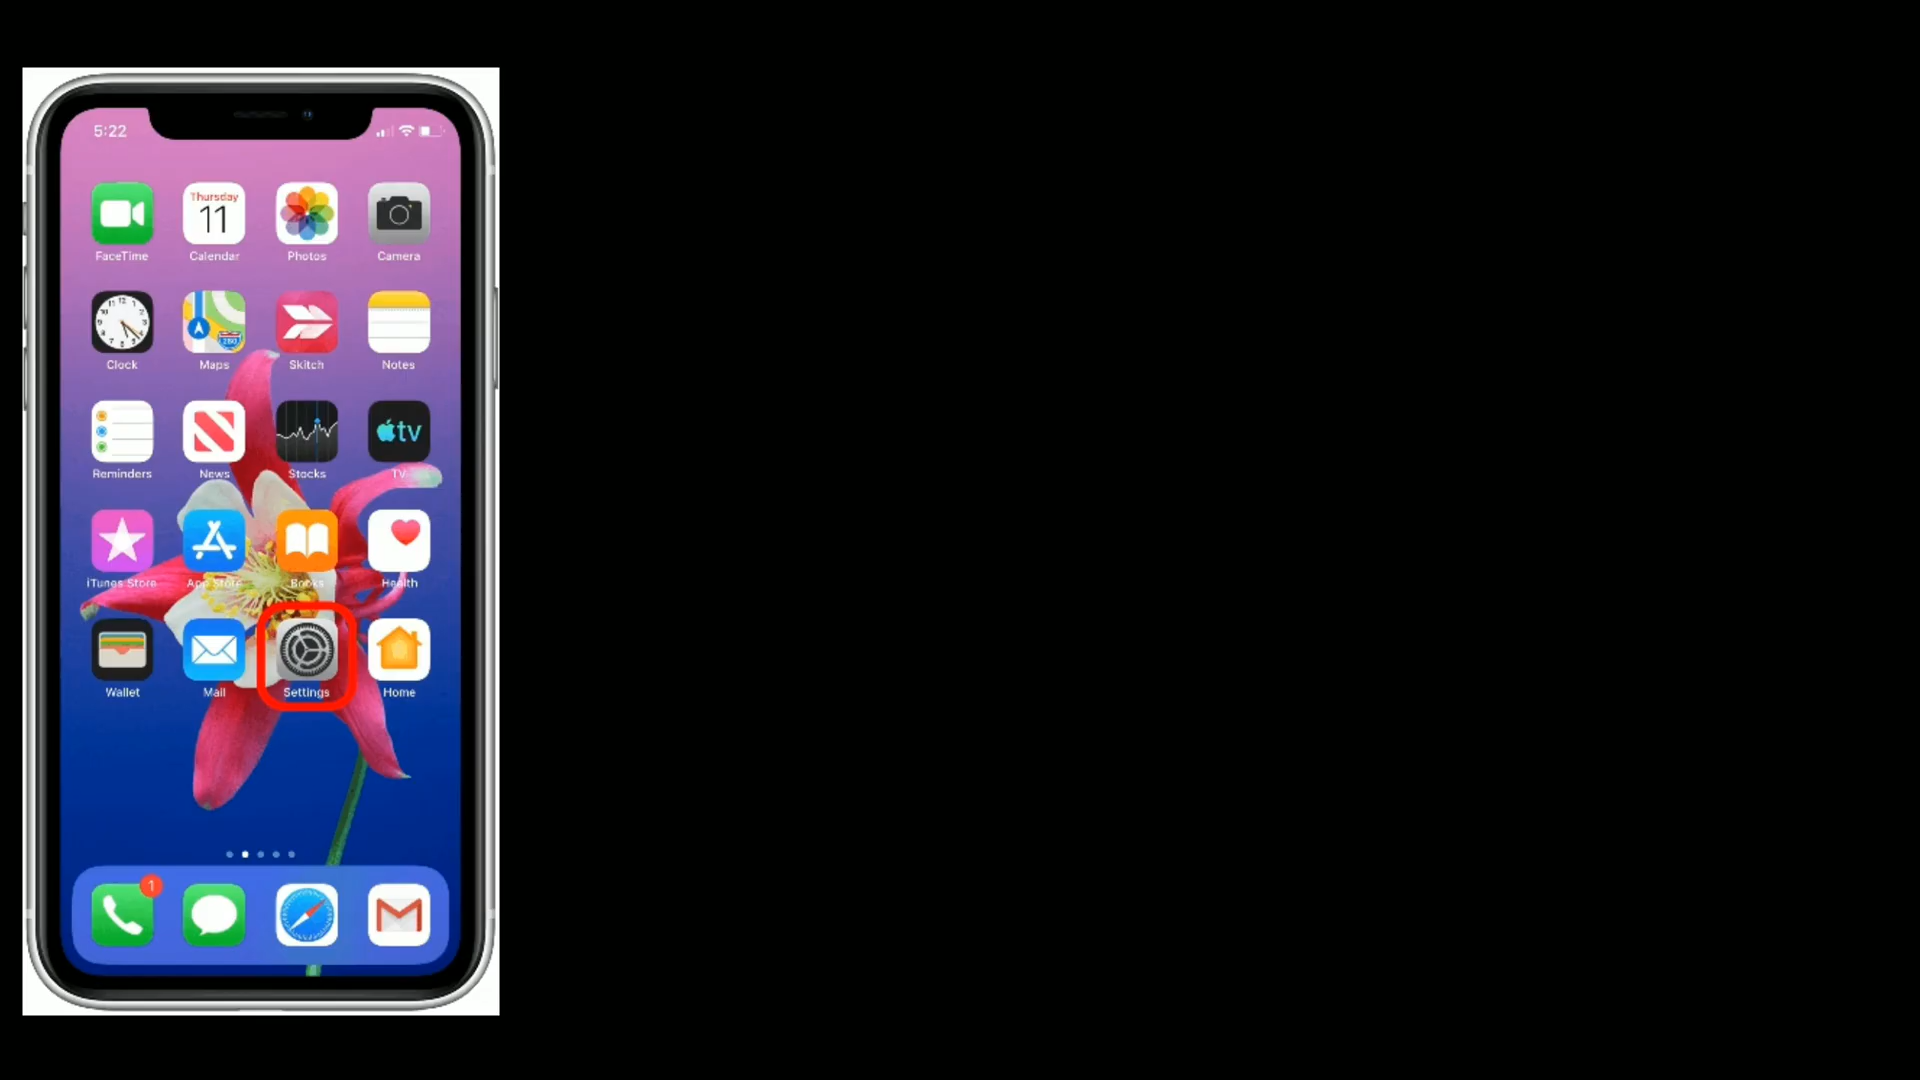 5:22
Thursday
11
FaceTime Calendar Photos Camera
280
Clock Maps Skitch Notes
tv
Reminders News Stocks TV
iTunes Store App Store Books Health
Wallet Mail Settings Home
1